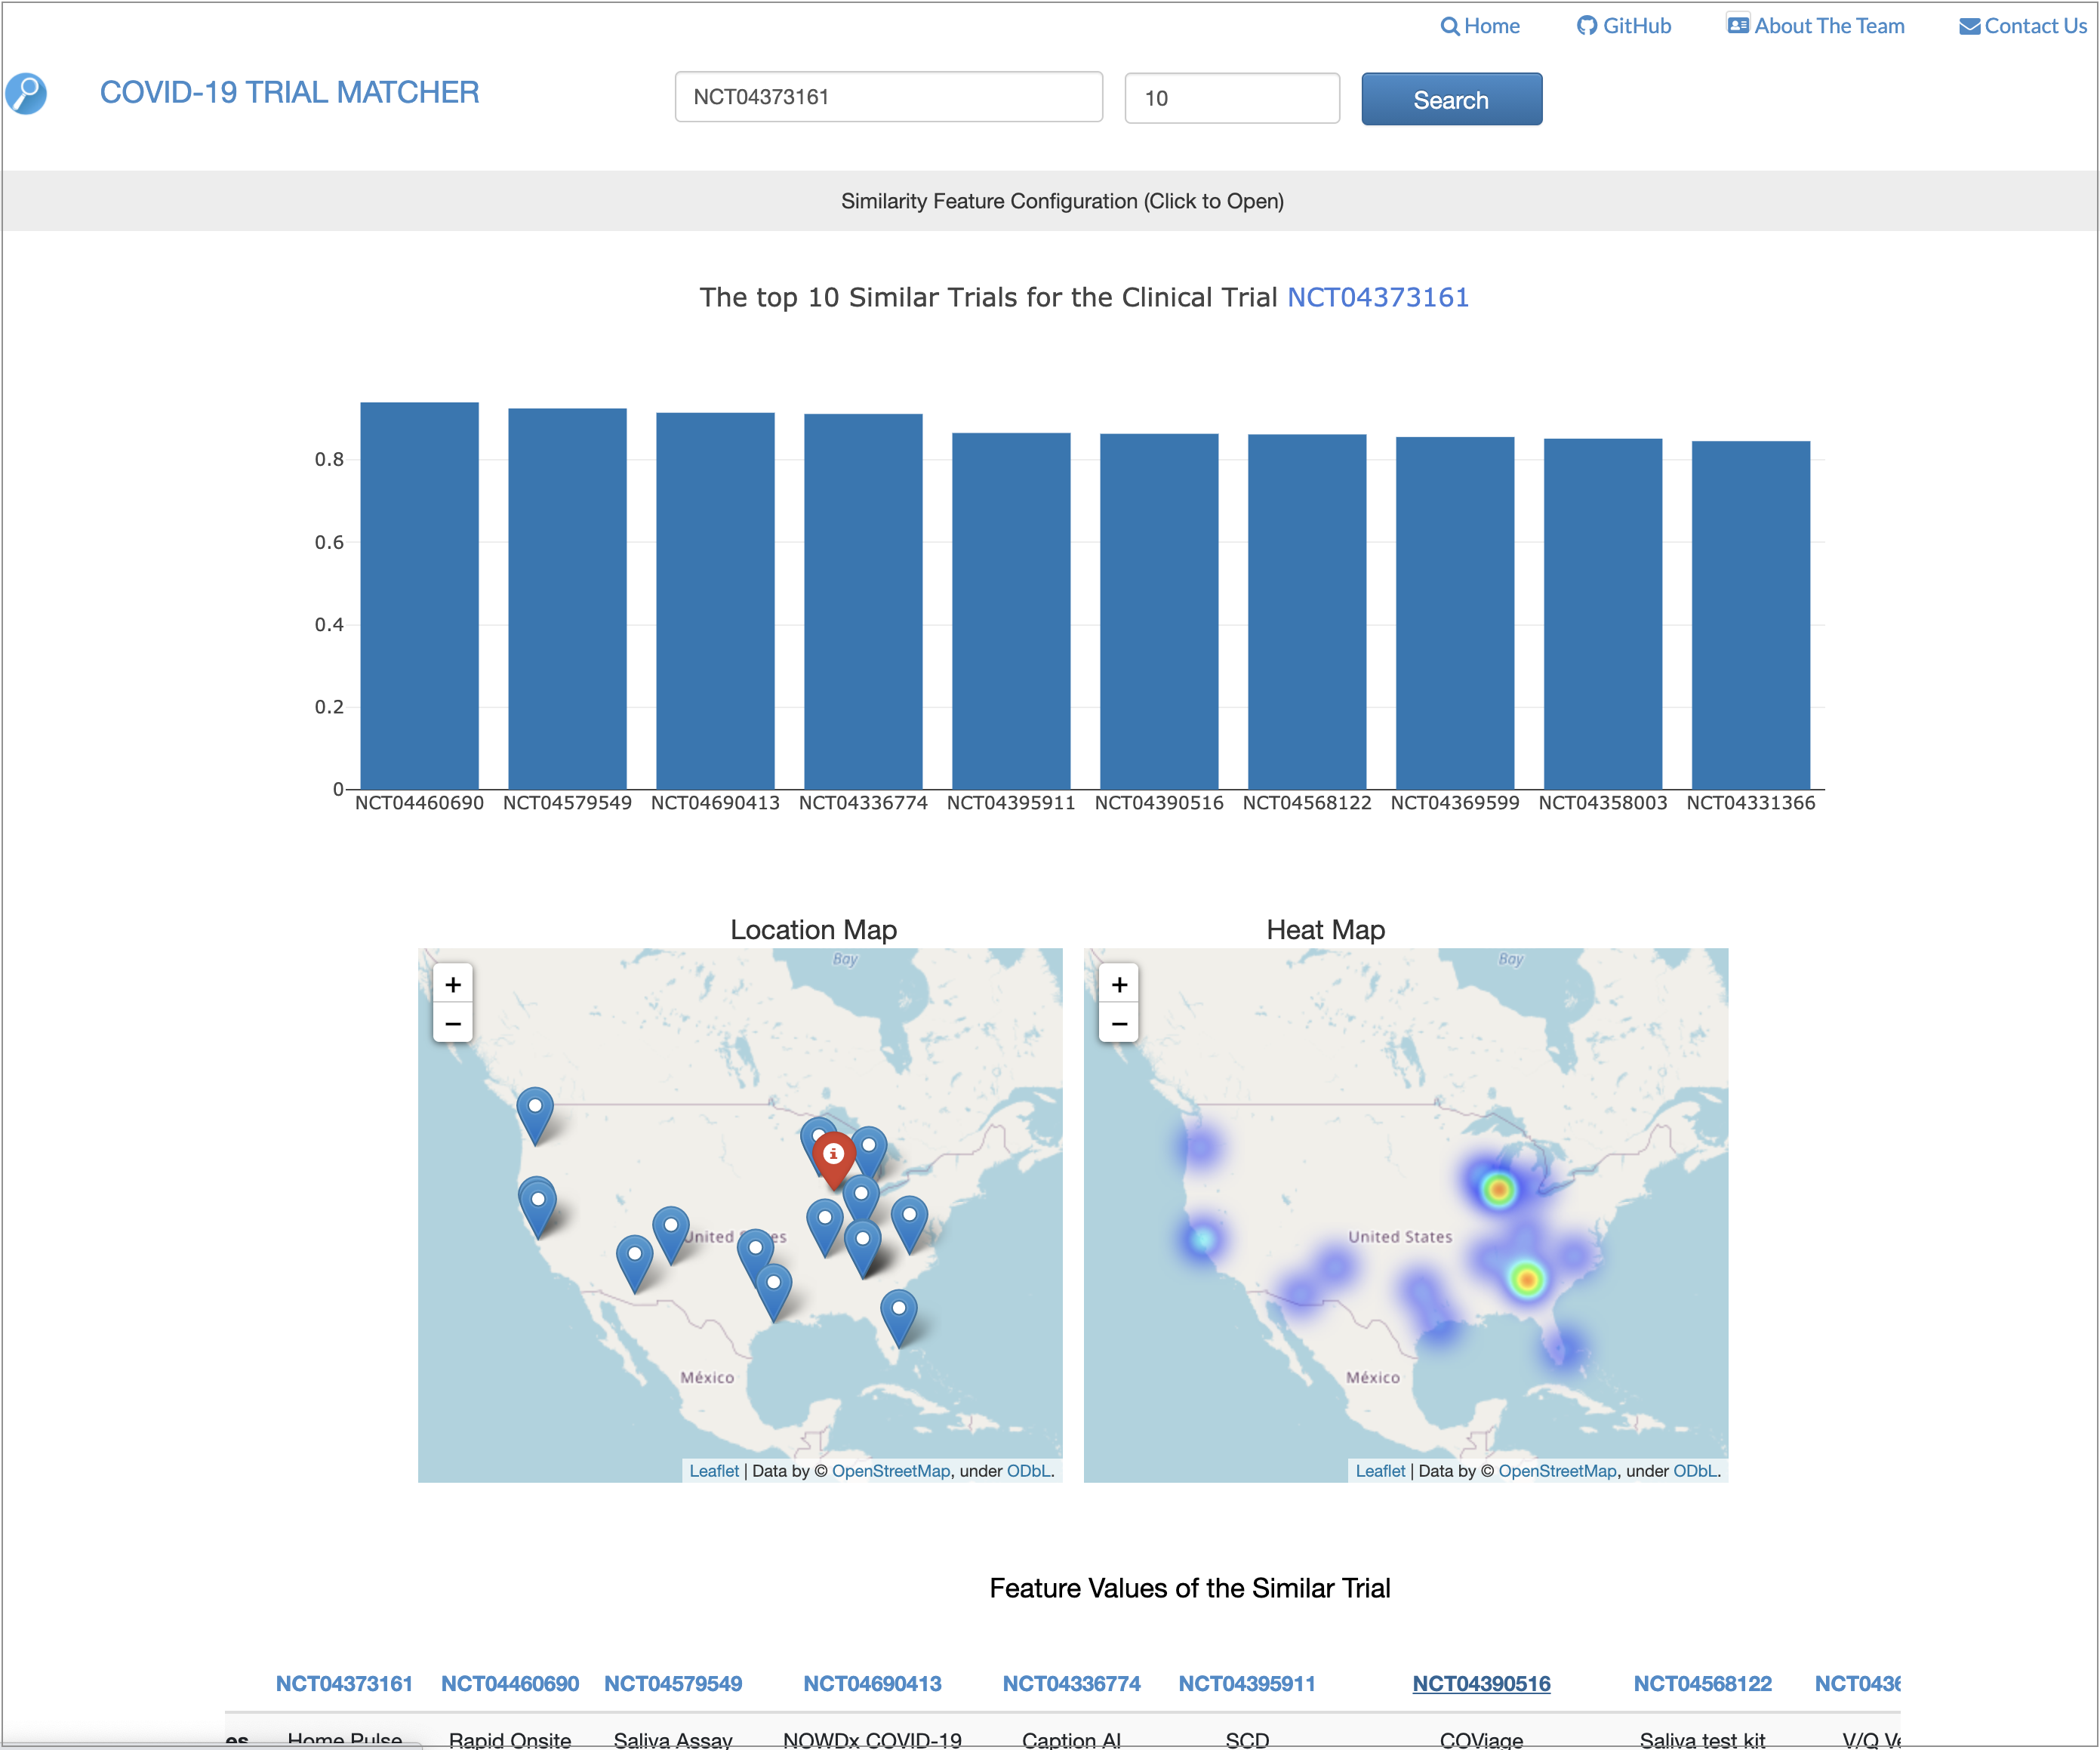 Home GitHub About The Team Contact Us
COVID-19 TRIAL MATCHER NCT04373161 10 Search
Similarity Feature Configuration (Click to Open)
The top 10 Similar Trials for the Clinical Trial NCT04373161
0.8
0.6
0.4
0.2
0
NCT04460690 NCT04579549 NCT04690413 NCT04336774 NCT04395911 NCT04390516 NCT04568122 NCT04369599 NCT04358003 NCT04331366
Location Map Heat Map
Bay Bay
+ +
− −
United States
México México
Leaflet | Data by © OpenStreetMap, under ODbL. Leaflet | Data by © OpenStreetMap, under ODbL.
Feature Values of the Similar Trial
NCT04373161 NCT04460690 NCT04579549 NCT04690413 NCT04336774 NCT04395911 NCT04390516 NCT04568122 NCT0436
es Home Pulse Rapid Onsite Saliva Assay NOWDx COVID-19 Caption AI SCD COViage Saliva test kit V/Q